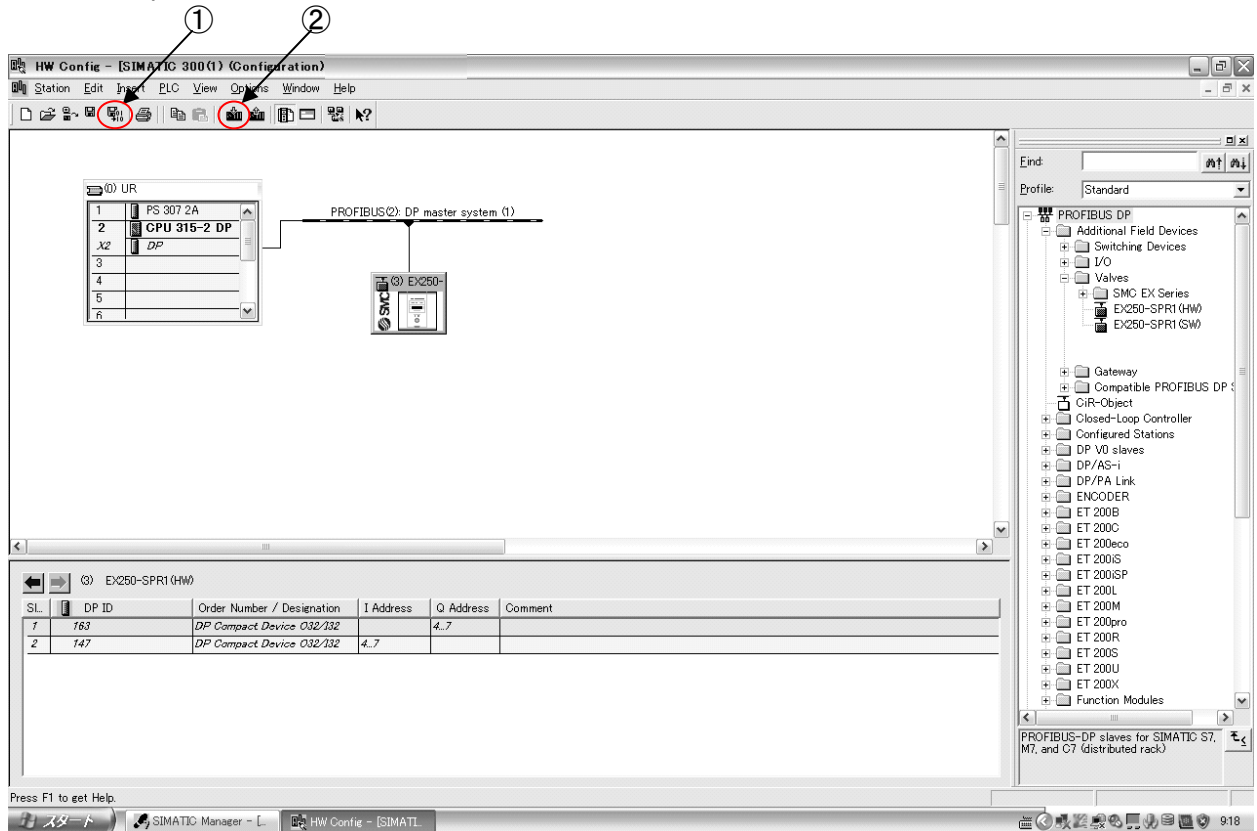 ① ②
HW Config - [SIMATIC 300(1) (Configuration)
Station Edit Insert PLC View Options Window Help
(0) UR
1 PS 307 2A
2 CPU 315-2 DP
X2 DP
3
4
5
6
PROFIBUS(2): DP master system (1)
(3) EX250-
SMC
Find:
Profile: Standard
PROFIBUS DP
Additional Field Devices
Switching Devices
I/O
Valves
SMC EX Series
EX250-SPR1(HW)
EX250-SPR1(SW)
Gateway
Compatible PROFIBUS DP S
CiR-Object
Closed-Loop Controller
Configured Stations
DP V0 slaves
DP/AS-i
DP/PA Link
ENCODER
ET 200B
ET 200C
ET 200eco
ET 200iS
ET 200iSP
ET 200L
ET 200M
ET 200pro
ET 200R
ET 200S
ET 200U
ET 200X
Function Modules
PROFIBUS-DP slaves for SIMATIC S7,
M7, and C7 (distributed rack)
(3) EX250-SPR1(HW)
Sl... DP ID Order Number / Designation I Address Q Address Comment
1 163 DP Compact Device O32/I32 4...7
2 147 DP Compact Device O32/I32 4...7
Press F1 to get Help.
スタート SIMATIC Manager - [... HW Config - [SIMATI... 9:18